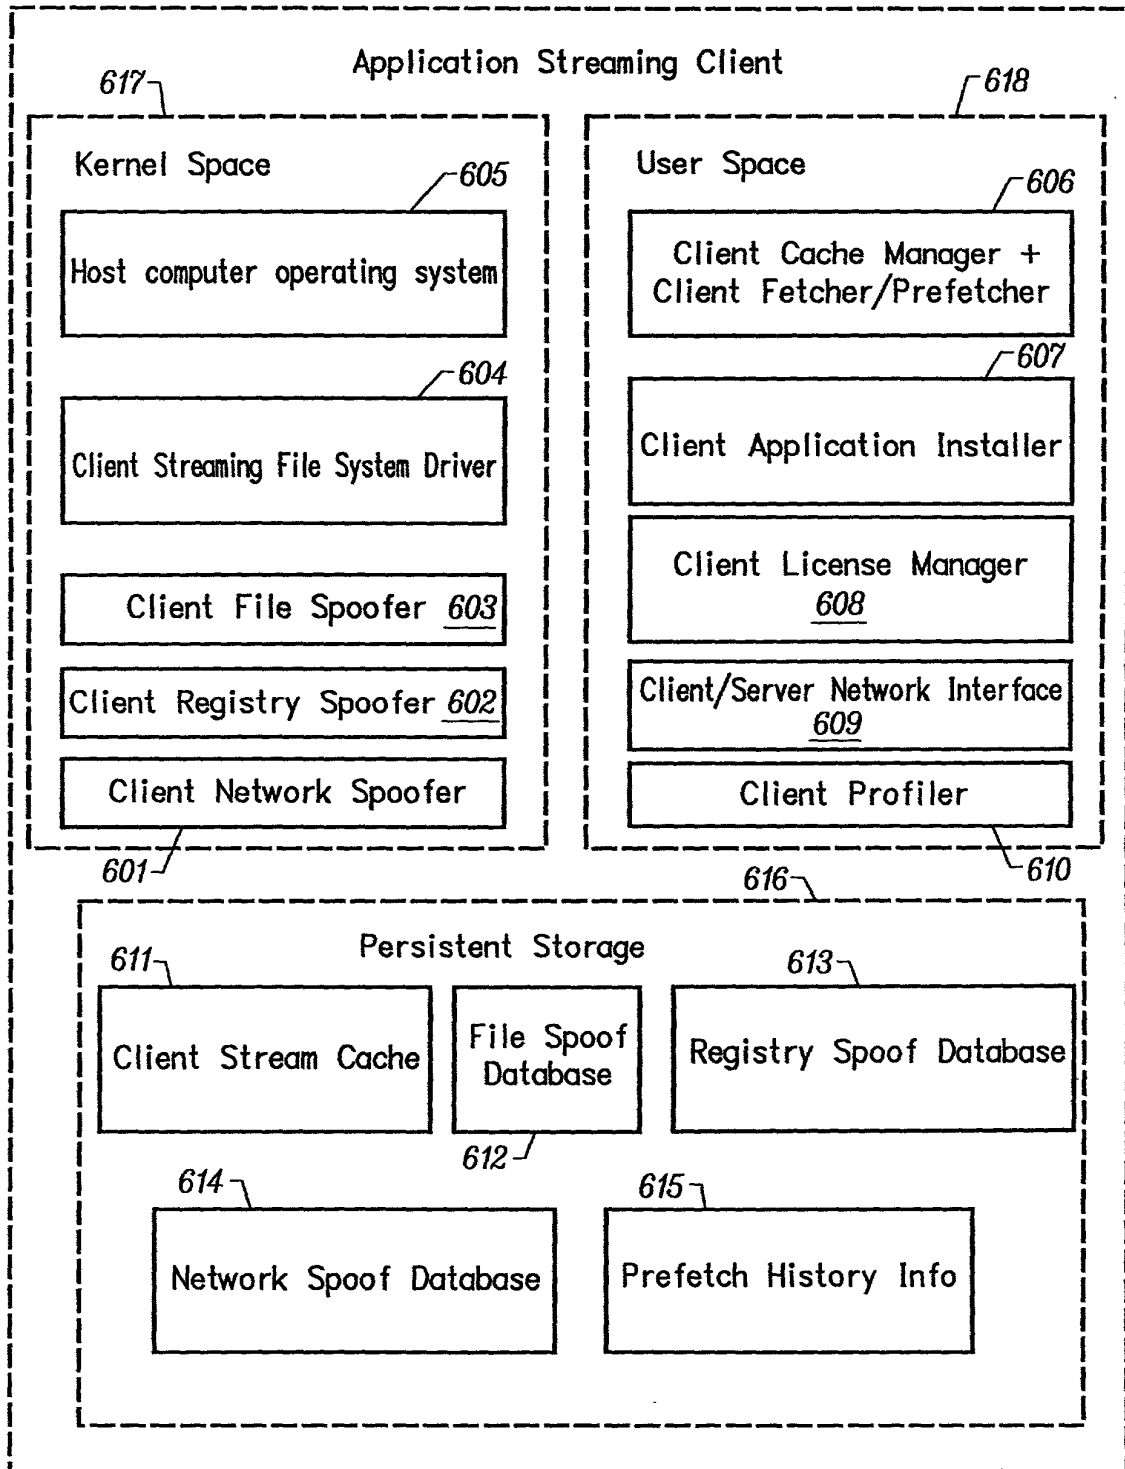 Application Streaming Client
617
618
Kernel Space
605
Host computer operating system
604
Client Streaming File System Driver
Client File Spoofer 603
Client Registry Spoofer 602
Client Network Spoofer
601
User Space
606
Client Cache Manager +
Client Fetcher/Prefetcher
607
Client Application Installer
Client License Manager
608
Client/Server Network Interface
609
Client Profiler
610
616
Persistent Storage
611
Client Stream Cache
File Spoof
Database
612
613
Registry Spoof Database
614
Network Spoof Database
615
Prefetch History Info